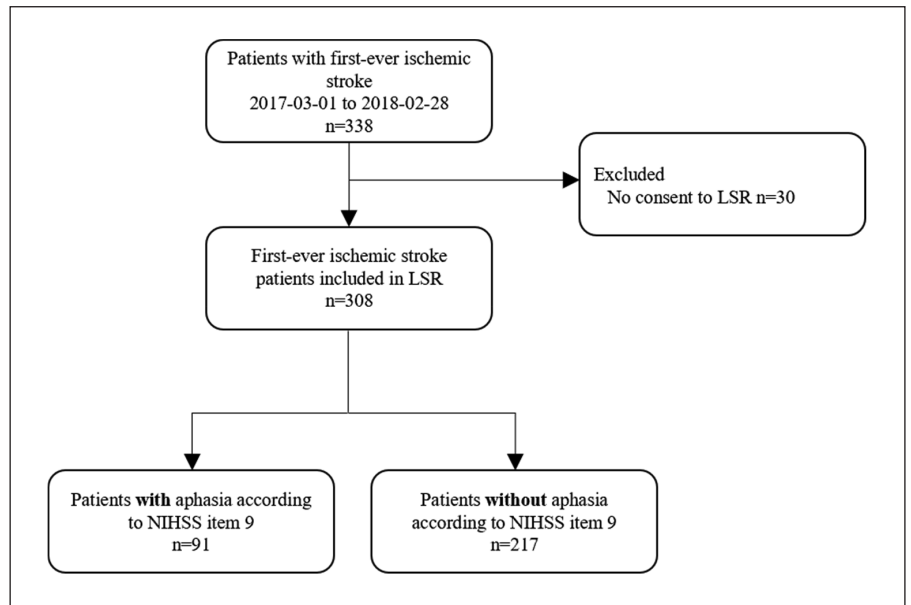 Patients with first-ever ischemic
stroke
2017-03-01 to 2018-02-28
n=338
Excluded
No consent to LSR n=30
First-ever ischemic stroke
patients included in LSR
n=308
Patients with aphasia according
to NIHSS item 9
n=91
Patients without aphasia
according to NIHSS item 9
n=217